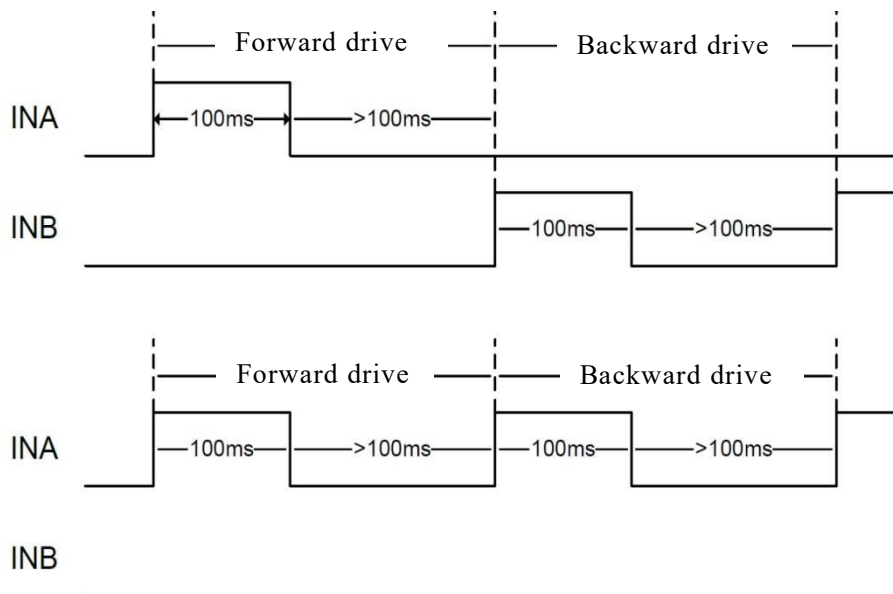 Forward drive
Backward drive
INA
100ms
>100ms
INB
100ms
>100ms
Forward drive
Backward drive
INA
100ms
>100ms
100ms
>100ms
INB